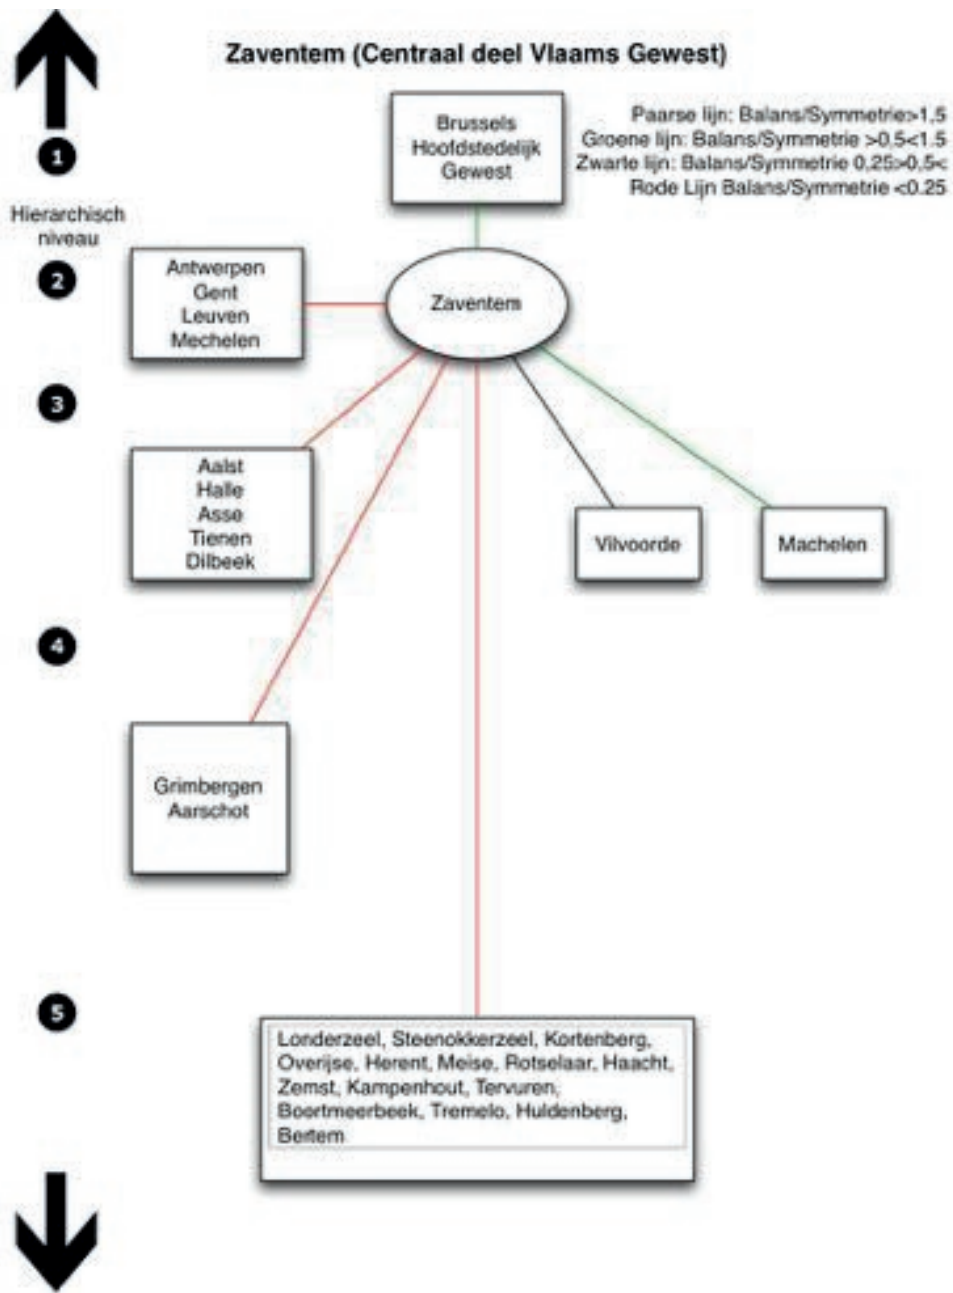 Zaventem (Centraal deel Vlaams Gewest)
Brussels
Hoofdstedelijk
Gewest
Paarse lijn: Balans/Symmetrie>1,5
Groene lijn: Balans/Symmetrie >0,5<1.5
Zwarte lijn: Balans/Symmetrie 0,25>0,5<
Rode Lijn Balans/Symmetrie <0.25
1
Hierarchisch
niveau
2
Antwerpen
Gent
Leuven
Mechelen
Zaventem
3
Aalst
Halle
Asse
Tienen
Dilbeek
Vilvoorde
Machelen
4
Grimbergen
Aarschot
5
Londerzeel, Steenokkerzeel, Kortenberg,
Overijse, Herent, Meise, Rotselaar, Haacht,
Zemst, Kampenhout, Tervuren,
Boortmeerbeek, Tremelo, Huldenberg,
Bertem